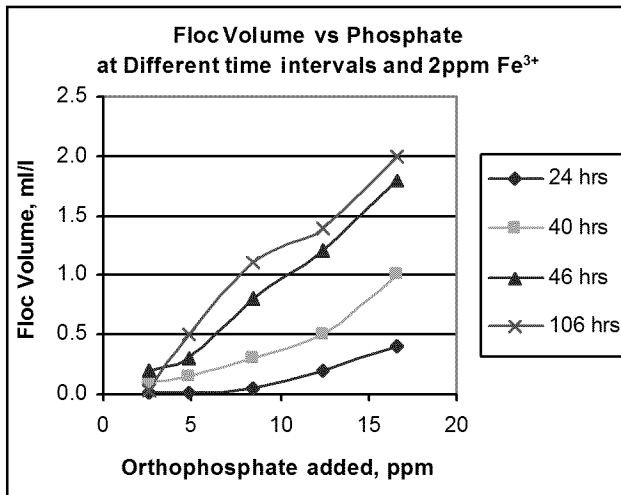 Floc Volume vs Phosphate
at Different time intervals and 2ppm Fe³⁺
Floc Volume, ml/l
2.5
2.0
1.5
1.0
0.5
0.0
0 5 10 15 20
Orthophosphate added, ppm
24 hrs
40 hrs
46 hrs
106 hrs